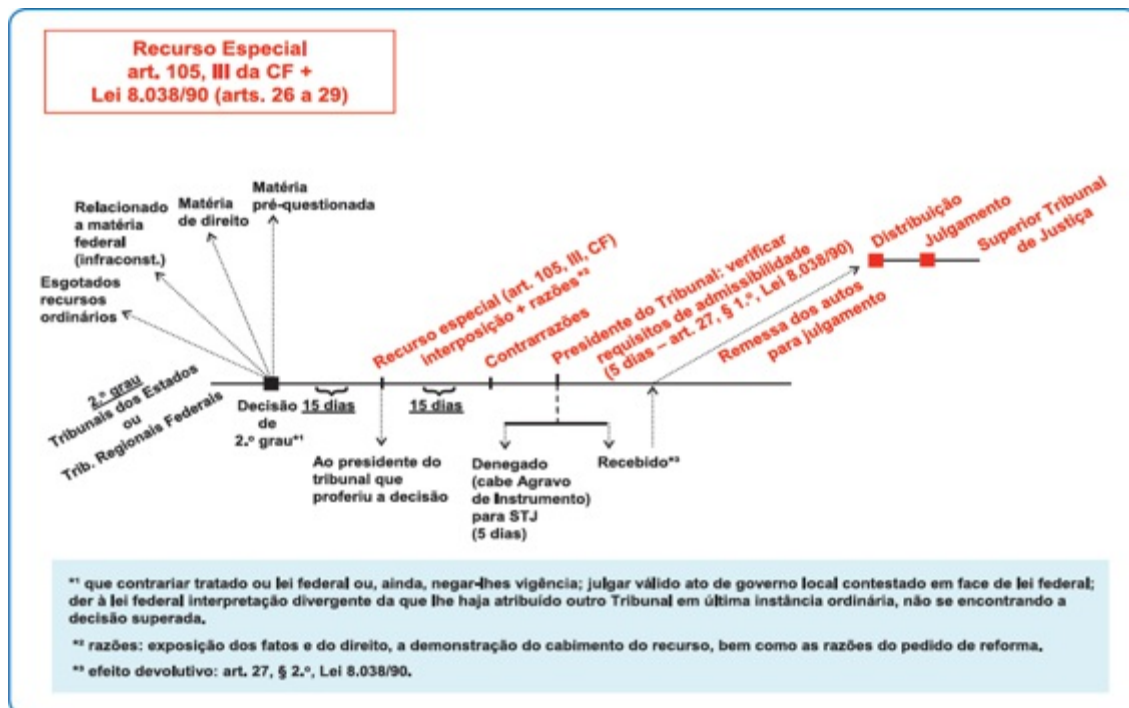 Recurso Especial
art. 105, III da CF +
Lei 8.038/90 (arts. 26 a 29)
Esgotados
recursos
ordinários
Relacionado
a matéria
federal
(infraconst.)
Matéria
de direito
Matéria
pré-questionada
2.º grau
Tribunais dos Estados
ou
Trib. Regionais Federais
Decisão
de
2.º grau*¹
15 dias
Recurso especial (art. 105, III, CF)
interposição + razões*²
Ao presidente do
tribunal que
proferiu a decisão
15 dias
Contrarrazões
Presidente do Tribunal: verificar
requisitos de admissibilidade
(5 dias – art. 27, § 1.º, Lei 8.038/90)
Denegado
(cabe Agravo
de Instrumento)
para STJ
(5 dias)
Recebido*³
Remessa dos autos
para julgamento
Distribuição
Julgamento
Superior Tribunal
de Justiça
*¹ que contrariar tratado ou lei federal ou, ainda, negar-lhes vigência; julgar válido ato de governo local contestado em face de lei federal;
der à lei federal interpretação divergente da que lhe haja atribuído outro Tribunal em última instância ordinária, não se encontrando a
decisão superada.
*² razões: exposição dos fatos e do direito, a demonstração do cabimento do recurso, bem como as razões do pedido de reforma.
*³ efeito devolutivo: art. 27, § 2.º, Lei 8.038/90.